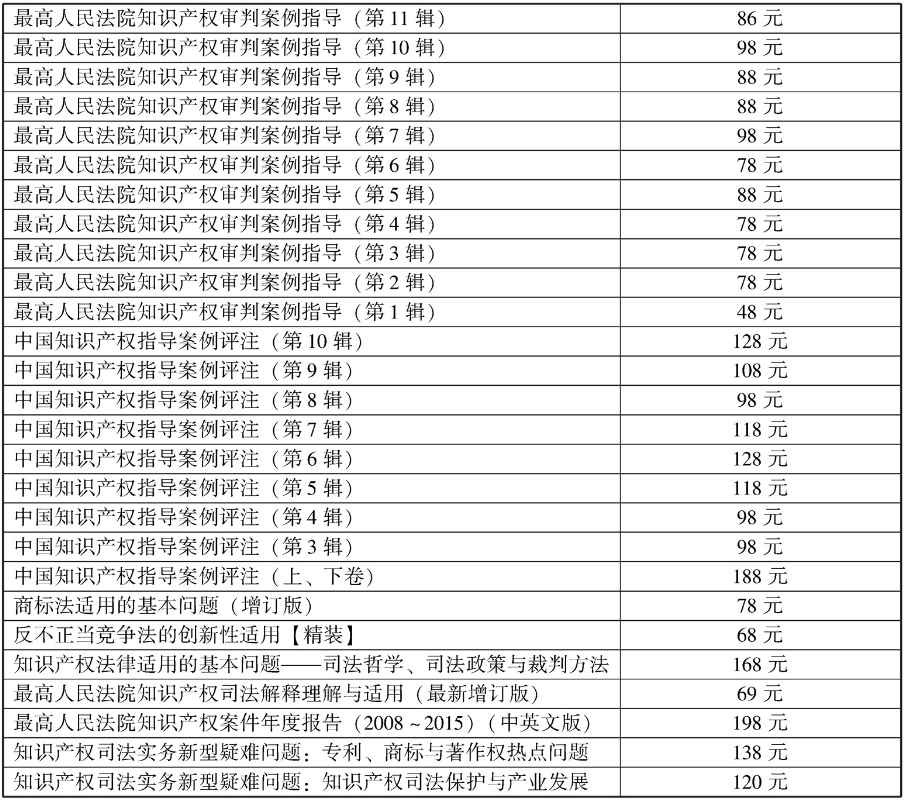 最高人民法院知识产权审判案例指导（第11辑） 86元
最高人民法院知识产权审判案例指导（第10辑） 98元
最高人民法院知识产权审判案例指导（第9辑） 88元
最高人民法院知识产权审判案例指导（第8辑） 88元
最高人民法院知识产权审判案例指导（第7辑） 98元
最高人民法院知识产权审判案例指导（第6辑） 78元
最高人民法院知识产权审判案例指导（第5辑） 88元
最高人民法院知识产权审判案例指导（第4辑） 78元
最高人民法院知识产权审判案例指导（第3辑） 78元
最高人民法院知识产权审判案例指导（第2辑） 78元
最高人民法院知识产权审判案例指导（第1辑） 48元
中国知识产权指导案例评注（第10辑） 128元
中国知识产权指导案例评注（第9辑） 108元
中国知识产权指导案例评注（第8辑） 98元
中国知识产权指导案例评注（第7辑） 118元
中国知识产权指导案例评注（第6辑） 128元
中国知识产权指导案例评注（第5辑） 118元
中国知识产权指导案例评注（第4辑） 98元
中国知识产权指导案例评注（第3辑） 98元
中国知识产权指导案例评注（上、下卷） 188元
商标法适用的基本问题（增订版） 78元
反不正当竞争法的创新性适用【精装】 68元
知识产权法律适用的基本问题——司法哲学、司法政策与裁判方法 168元
最高人民法院知识产权司法解释理解与适用（最新增订版） 69元
最高人民法院知识产权案件年度报告（2008~2015）（中英文版） 198元
知识产权司法实务新型疑难问题：专利、商标与著作权热点问题 138元
知识产权司法实务新型疑难问题：知识产权司法保护与产业发展 120元